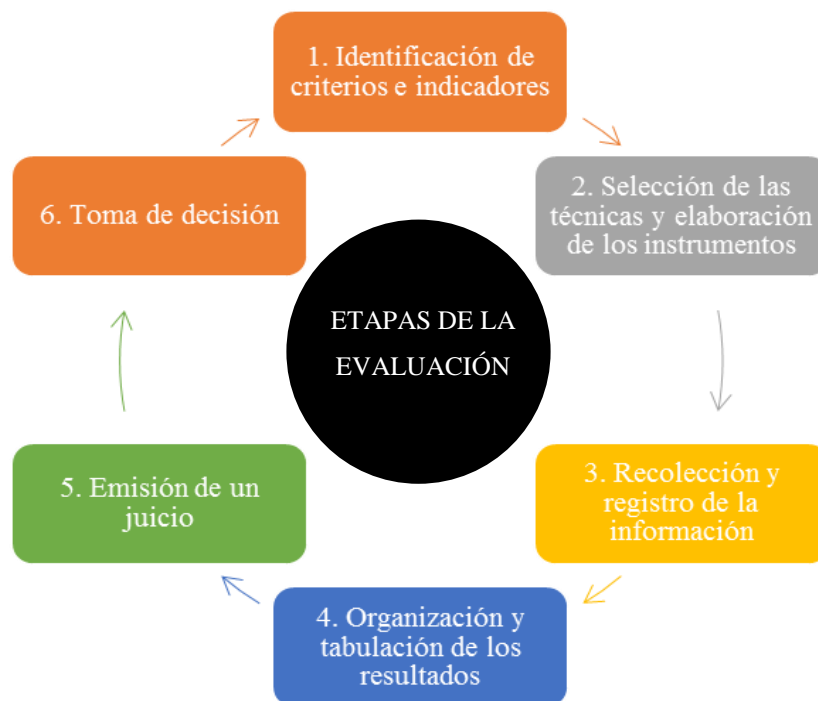 1. Identificación de
criterios e indicadores
2. Selección de las
técnicas y elaboración
de los instrumentos
3. Recolección y
registro de la
información
4. Organización y
tabulación de los
resultados
5. Emisión de un
juicio
6. Toma de decisión
ETAPAS DE LA
EVALUACIÓN